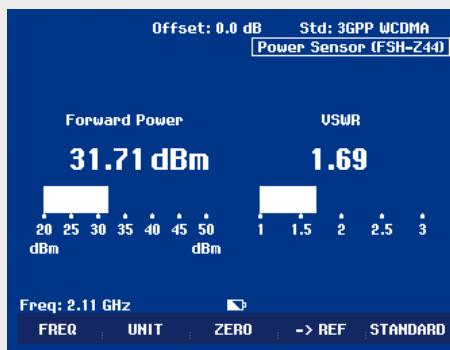 Offset: 0.0 dB Std: 3GPP WCDMA
Power Sensor (FSH-Z44)
Forward Power VSWR
31.71 dBm 1.69
20 25 30 35 40 45 50 1 1.5 2 2.5 3
dBm dBm
Freq: 2.11 GHz
FREQ UNIT ZERO -> REF STANDARD